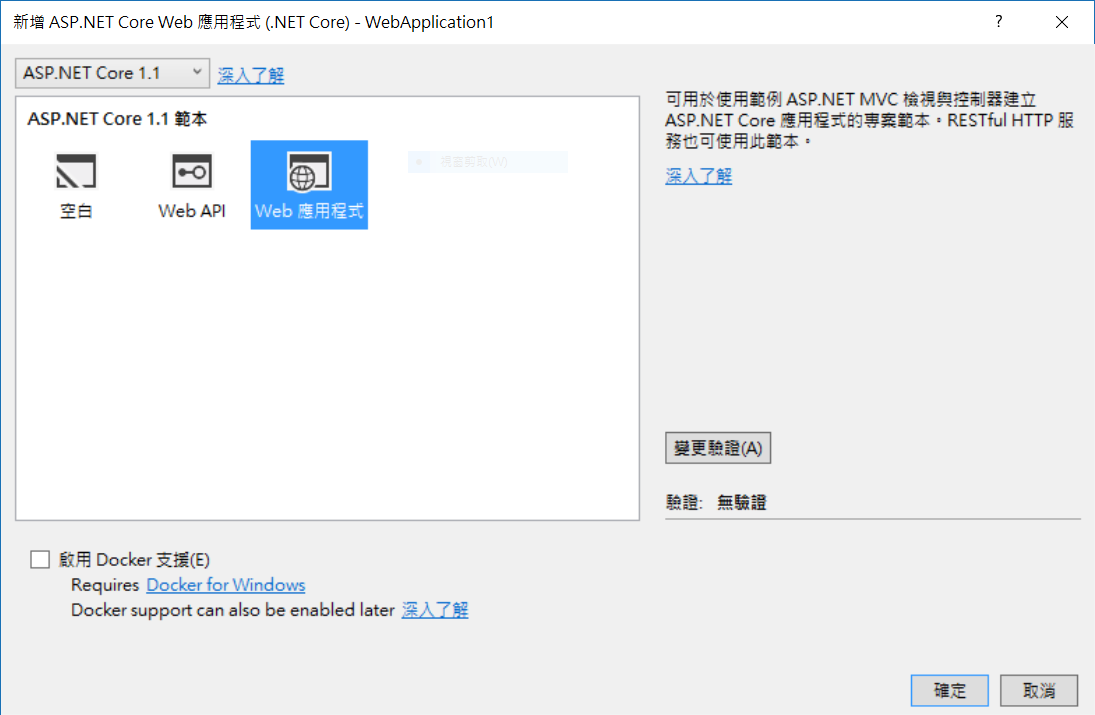 新增 ASP.NET Core Web 應用程式 (.NET Core) - WebApplication1
?
ASP.NET Core 1.1
深入了解
ASP.NET Core 1.1 範本
空白
Web API
Web 應用程式
可用於使用範例 ASP.NET MVC 檢視與控制器建立
ASP.NET Core 應用程式的專案範本。RESTful HTTP 服
務也可使用此範本。
深入了解
變更驗證(A)
驗證: 無驗證
啟用 Docker 支援(E)
Requires Docker for Windows
Docker support can also be enabled later 深入了解
確定
取消